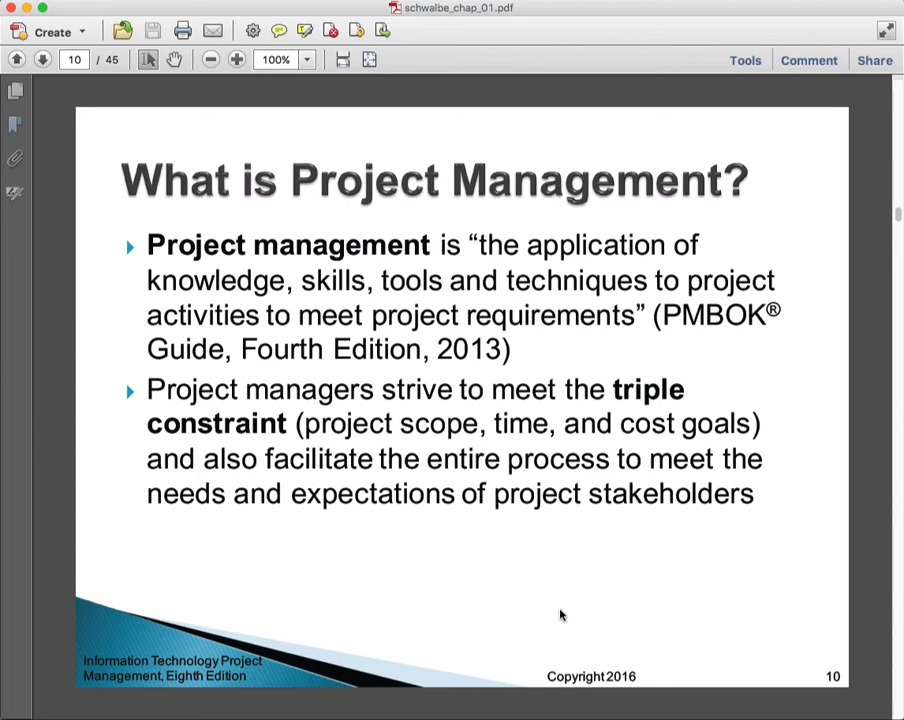 schwalbe_chap_01.pdf
Create
10 / 45
100%
Tools Comment Share
What is Project Management?
Project management is “the application of
knowledge, skills, tools and techniques to project
activities to meet project requirements” (PMBOK®
Guide, Fourth Edition, 2013)
Project managers strive to meet the triple
constraint (project scope, time, and cost goals)
and also facilitate the entire process to meet the
needs and expectations of project stakeholders
Information Technology Project
Management, Eighth Edition
Copyright 2016
10